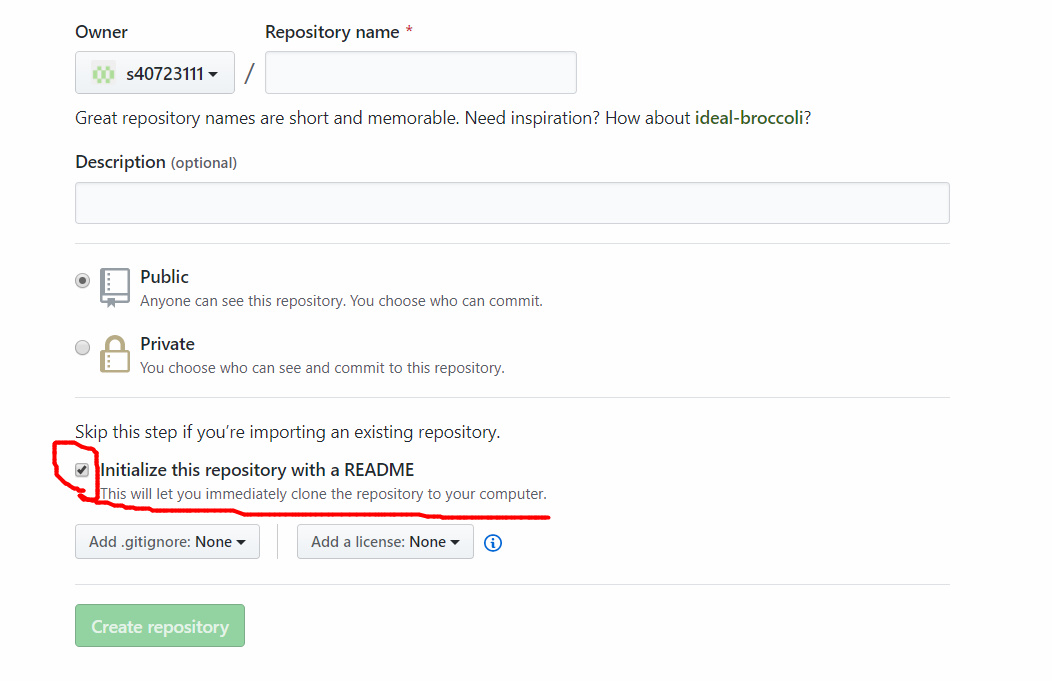 Owner Repository name *
s40723111 /
Great repository names are short and memorable. Need inspiration? How about ideal-broccoli?
Description (optional)
Public
Anyone can see this repository. You choose who can commit.
Private
You choose who can see and commit to this repository.
Skip this step if you’re importing an existing repository.
Initialize this repository with a README
This will let you immediately clone the repository to your computer.
Add .gitignore: None Add a license: None
Create repository